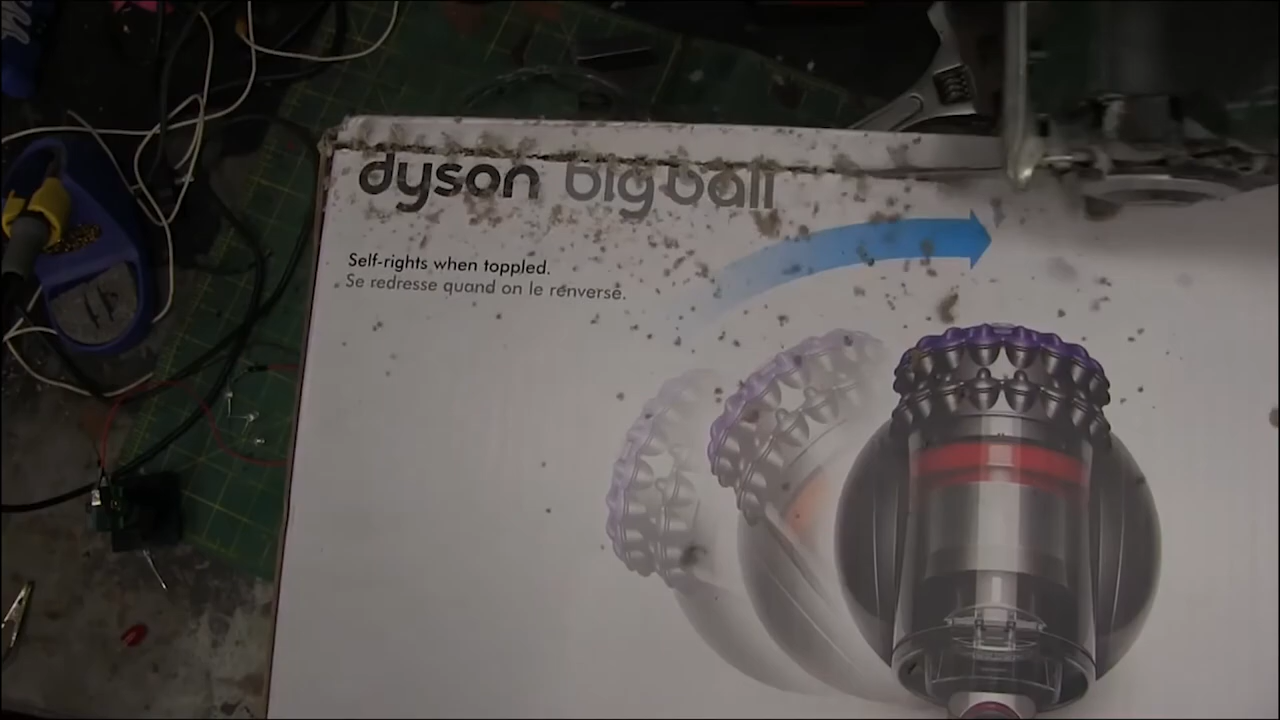 dyson big ball
Self-rights when toppled.
Se redresse quand on le renverse.